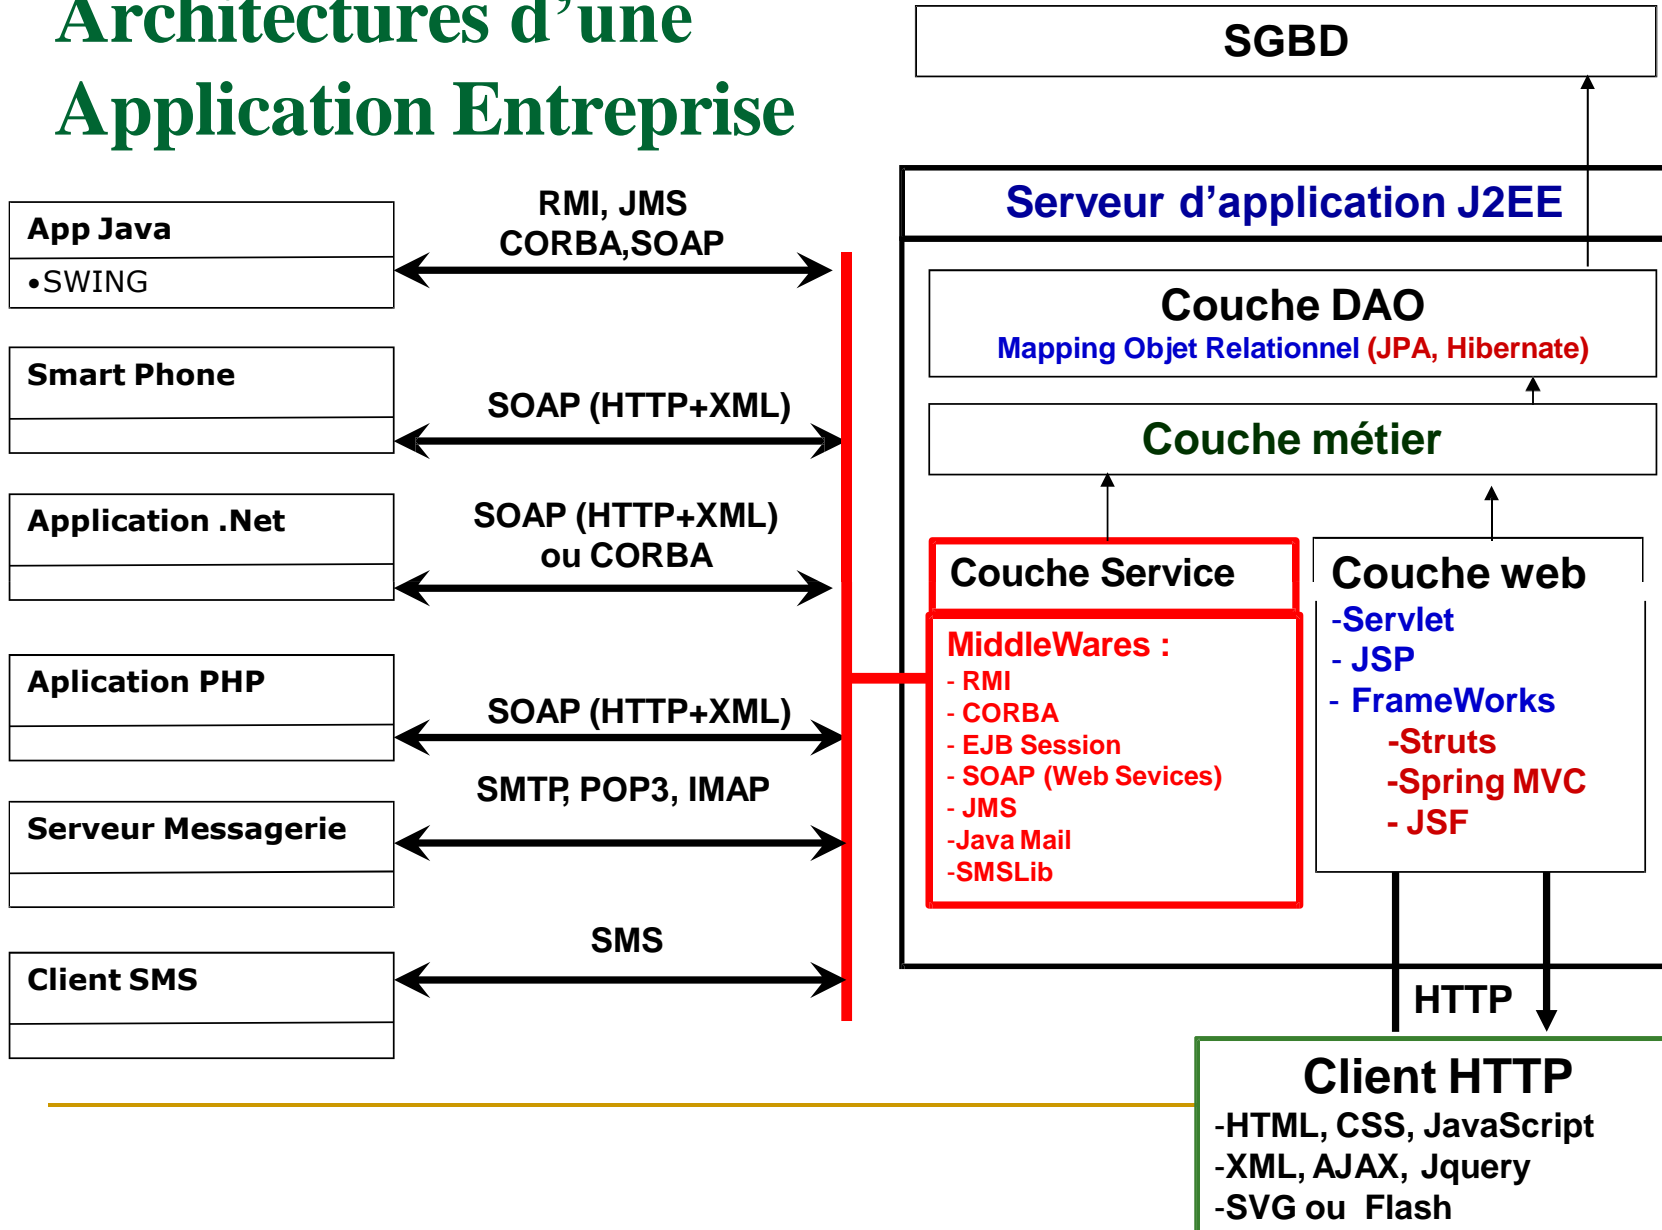 Architectures d'une
Application Entreprise
SGBD
Serveur d'application J2EE
Couche DAO
Mapping Objet Relationnel (JPA, Hibernate)
Couche métier
Couche Service
MiddleWares :
- RMI
- CORBA
- EJB Session
- SOAP (Web Sevices)
- JMS
-Java Mail
-SMSLib
Couche web
-Servlet
- JSP
- FrameWorks
-Struts
-Spring MVC
- JSF
HTTP
Client HTTP
-HTML, CSS, JavaScript
-XML, AJAX, Jquery
-SVG ou Flash
App Java
•SWING
RMI, JMS
CORBA,SOAP
Smart Phone
SOAP (HTTP+XML)
Application .Net
SOAP (HTTP+XML)
ou CORBA
Aplication PHP
SOAP (HTTP+XML)
Serveur Messagerie
SMTP, POP3, IMAP
Client SMS
SMS